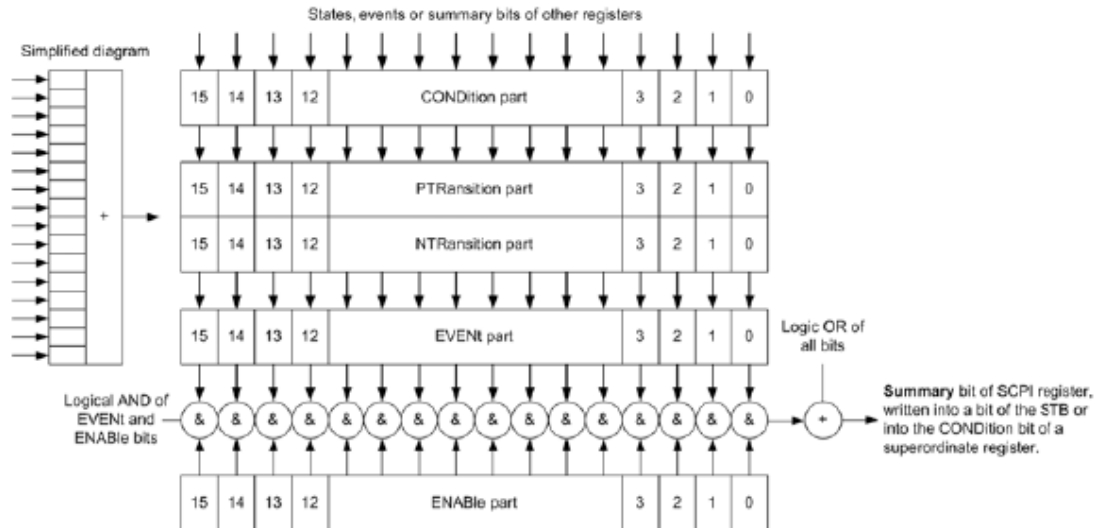 States, events or summary bits of other registers
Simplified diagram
15 14 13 12 CONDition part 3 2 1 0
15 14 13 12 PTRansition part 3 2 1 0
+
15 14 13 12 NTRansition part 3 2 1 0
15 14 13 12 EVENt part 3 2 1 0
Logic OR of
all bits
Logical AND of
EVENt and
ENABle bits
& & & & & & & & & & & & & & & &
+
Summary bit of SCPI register,
written into a bit of the STB or
into the CONDition bit of a
superordinate register.
15 14 13 12 ENABle part 3 2 1 0